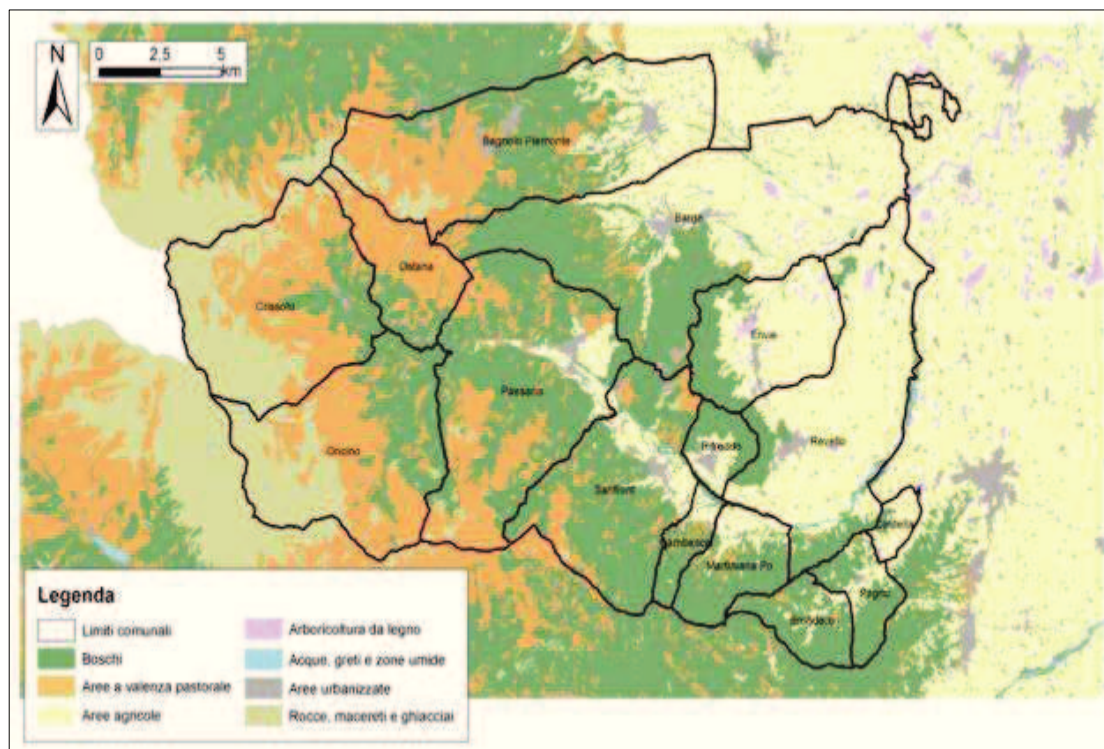 N
0 2,5 5
km
Bagnolo Piemonte
Barge
Ostana
Crissolo
Envie
Paesana
Oncino
Rifreddo
Revello
Sanfront
Gambasca
Martiniana Po
Pagno
Brondello
Legenda
Limiti comunali
Boschi
Aree a valenza pastorale
Aree agricole
Arboricoltura da legno
Acque, greti e zone umide
Aree urbanizzate
Rocce, macereti e ghiacciai